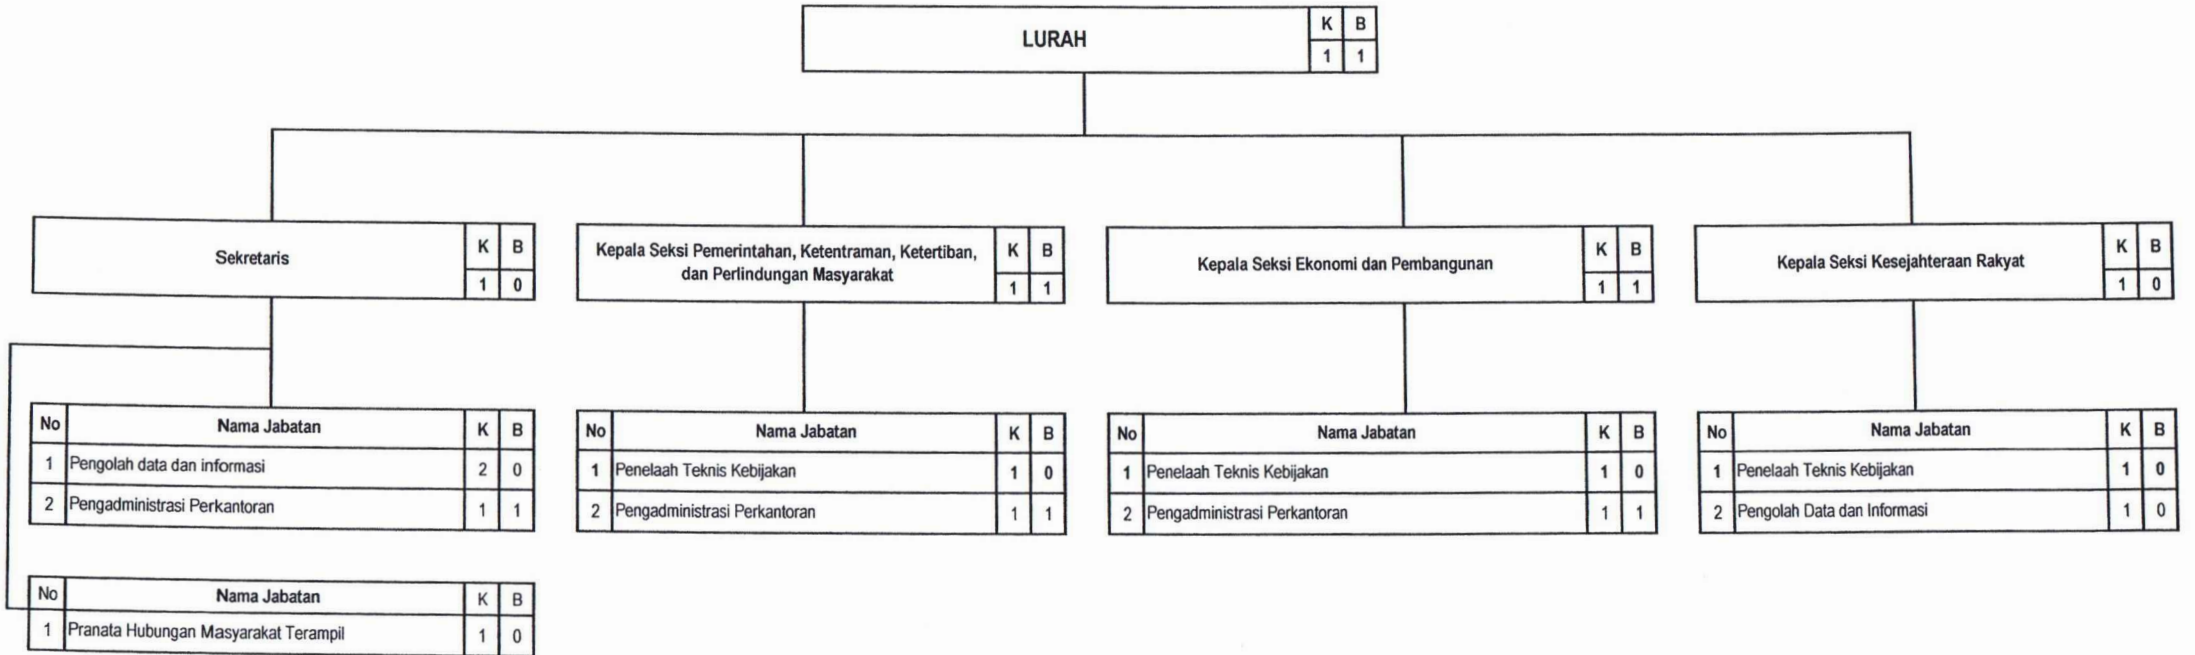 LURAH
K B
1 1
Sekretaris
K B
1 0
Kepala Seksi Pemerintahan, Ketentraman, Ketertiban,
dan Perlindungan Masyarakat
K B
1 1
Kepala Seksi Ekonomi dan Pembangunan
K B
1 1
Kepala Seksi Kesejahteraan Rakyat
K B
1 0
No Nama Jabatan K B
1 Pengolah data dan informasi 2 0
2 Pengadministrasi Perkantoran 1 1
No Nama Jabatan K B
1 Penelaah Teknis Kebijakan 1 0
2 Pengadministrasi Perkantoran 1 1
No Nama Jabatan K B
1 Penelaah Teknis Kebijakan 1 0
2 Pengadministrasi Perkantoran 1 1
No Nama Jabatan K B
1 Penelaah Teknis Kebijakan 1 0
2 Pengolah Data dan Informasi 1 0
No Nama Jabatan K B
1 Pranata Hubungan Masyarakat Terampil 1 0